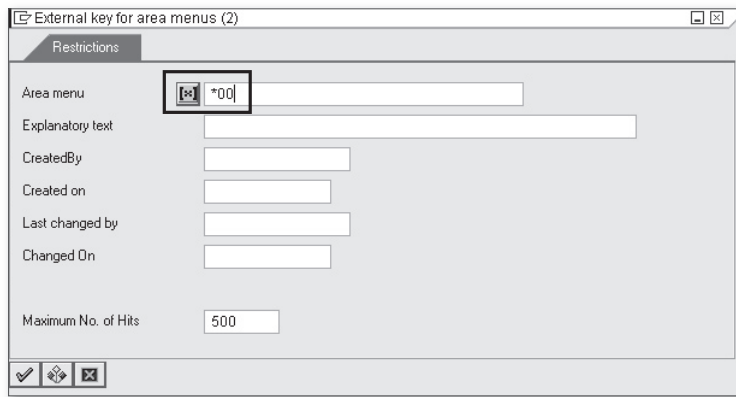 External key for area menus (2)
Restrictions
Area menu [*] *00
Explanatory text
CreatedBy
Created on
Last changed by
Changed On
Maximum No. of Hits 500